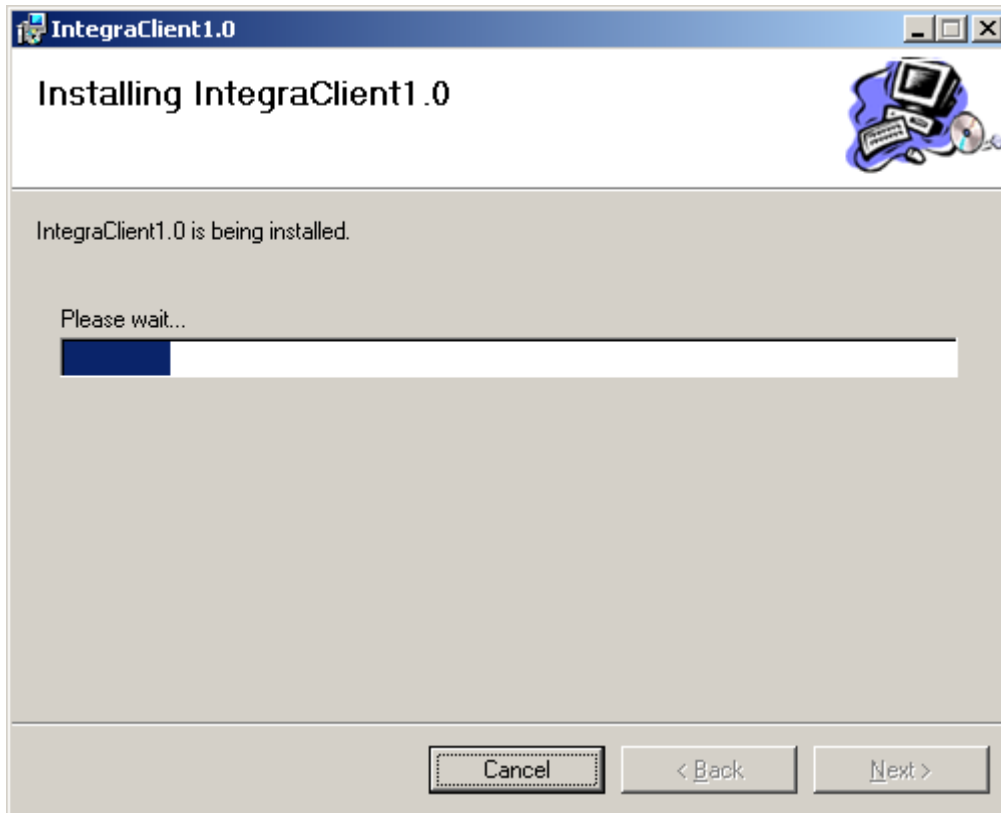 IntegraClient1.0
Installing IntegraClient1.0
IntegraClient1.0 is being installed.
Please wait...
Cancel
< Back
Next >